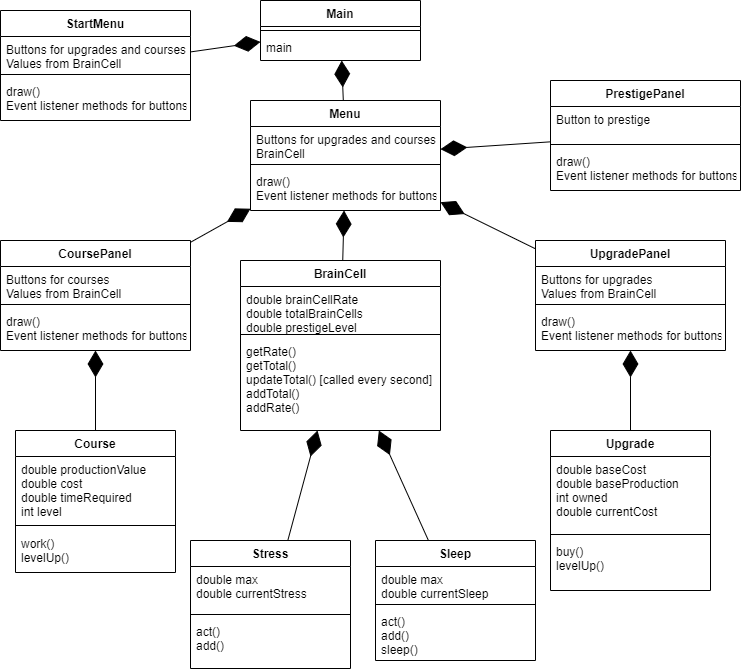 StartMenu
Buttons for upgrades and courses
Values from BrainCell
draw()
Event listener methods for buttons
Main
main
Menu
Buttons for upgrades and courses
BrainCell
draw()
Event listener methods for buttons
PrestigePanel
Button to prestige
draw()
Event listener methods for buttons
CoursePanel
Buttons for courses
Values from BrainCell
draw()
Event listener methods for buttons
BrainCell
double brainCellRate
double totalBrainCells
double prestigeLevel
getRate()
getTotal()
updateTotal() [called every second]
addTotal()
addRate()
UpgradePanel
Buttons for upgrades
Values from BrainCell
draw()
Event listener methods for buttons
Course
double productionValue
double cost
double timeRequired
int level
work()
levelUp()
Stress
double max
double currentStress
act()
add()
Sleep
double max
double currentSleep
act()
add()
sleep()
Upgrade
double baseCost
double baseProduction
int owned
double currentCost
buy()
levelUp()